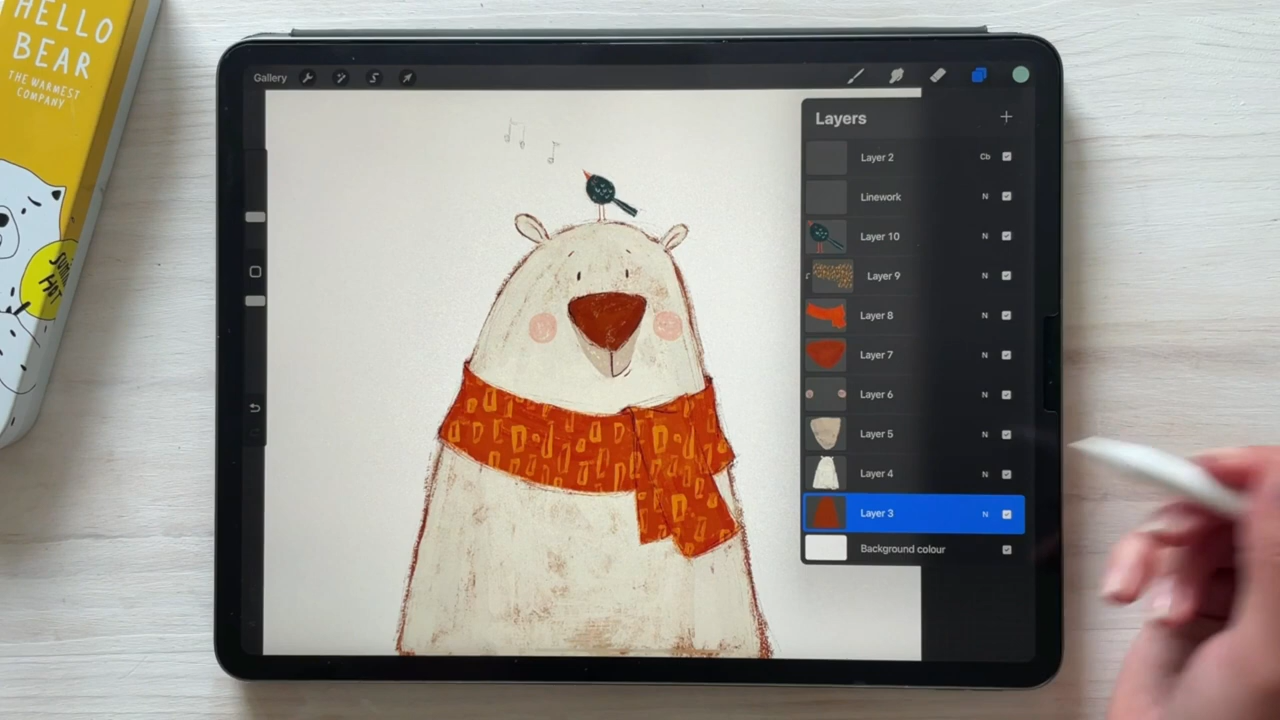 HELLO
BEAR
THE WARMEST
COMPANY
Gallery
Layers
Layer 2 Cb
Linework N
Layer 10 N
Layer 9 N
Layer 8 N
Layer 7 N
Layer 6 N
Layer 5 N
Layer 4 N
Layer 3 N
Background colour